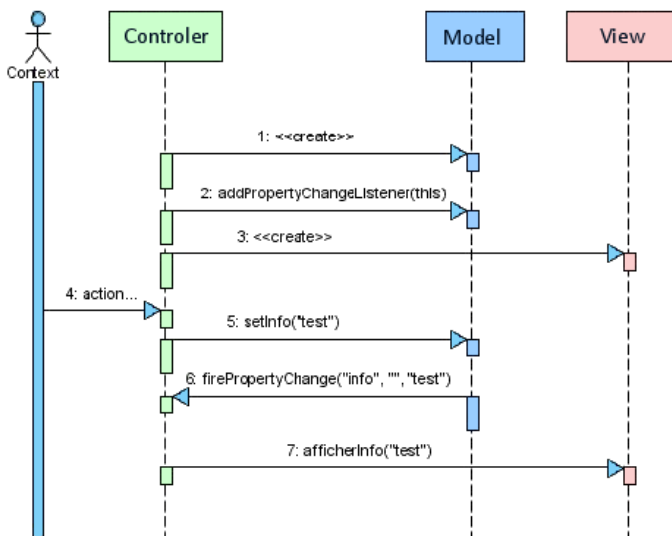 Controler
Model
View
Context
1: <<create>>
2: addPropertyChangeListener(this)
3: <<create>>
4: action...
5: setInfo("test")
6: firePropertyChange("info", "", "test")
7: afficherInfo("test")